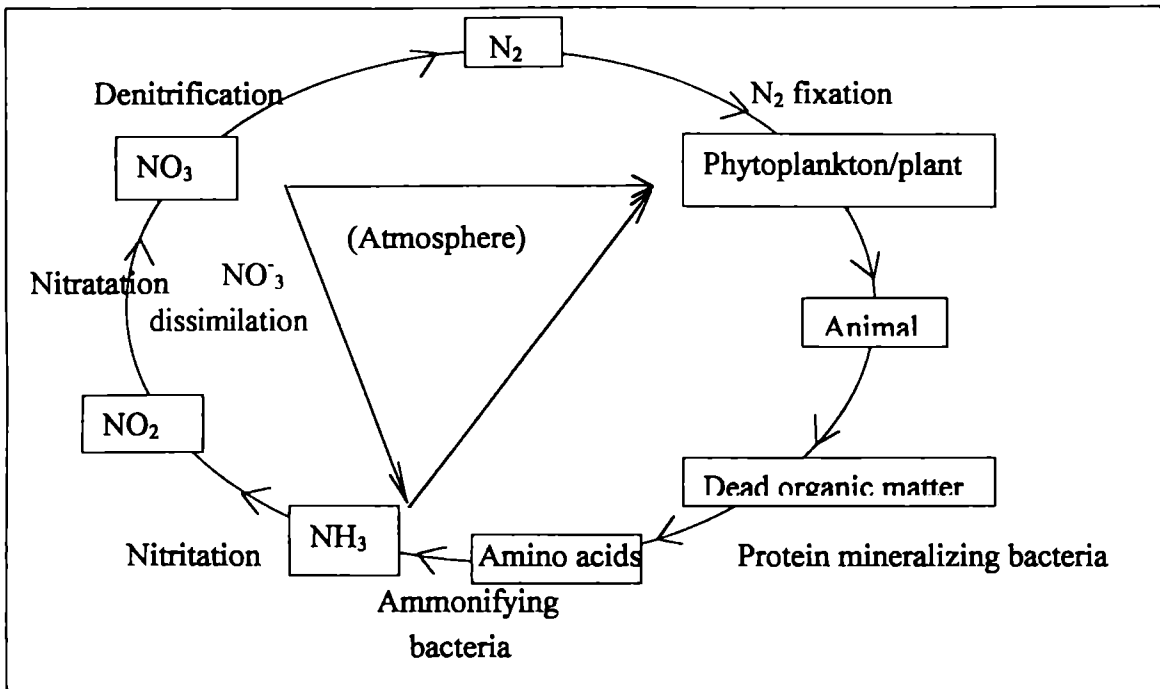 N₂
Denitrification
N₂ fixation
NO₃
Phytoplankton/plant
(Atmosphere)
Nitratation
NO⁻₃
dissimilation
Animal
NO₂
Dead organic matter
Nitritation
NH₃
Amino acids
Protein mineralizing bacteria
Ammonifying
bacteria